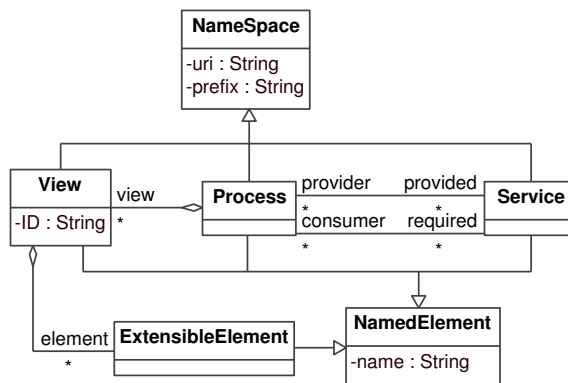 NameSpace
-uri : String
-prefix : String
View
-ID : String
view
*
Process
provider
provided
*
*
consumer
required
*
*
Service
element
*
ExtensibleElement
NamedElement
-name : String